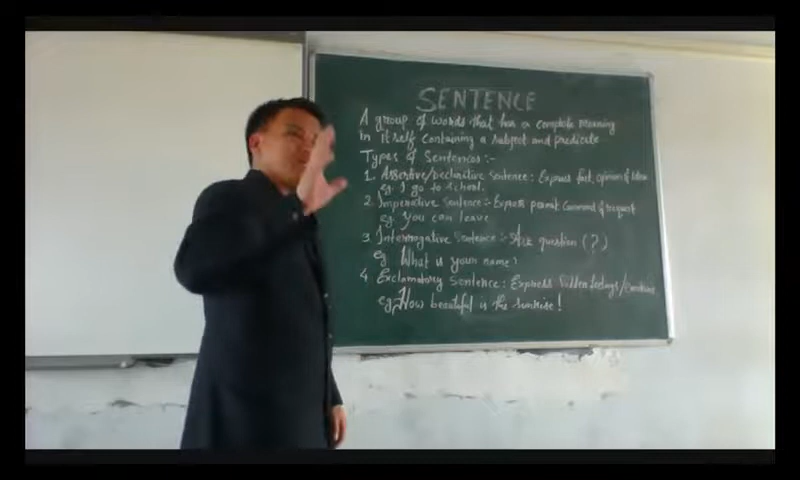 SENTENCE
A group of words that has a complete meaning
in Itself containing a subject and predicate
Types of Sentences:-
1. Assertive/Declarative Sentence: Express fact, opinion of
eg. I go to school.
2. Imperative Sentence:- Express Command of request
eg. You can leave
3. Interrogative Sentence:- Ask question (?)
eg What is your name?
4 Exclamatory Sentence: Express feelings/emotions
eg, How beautiful is the sunrise!